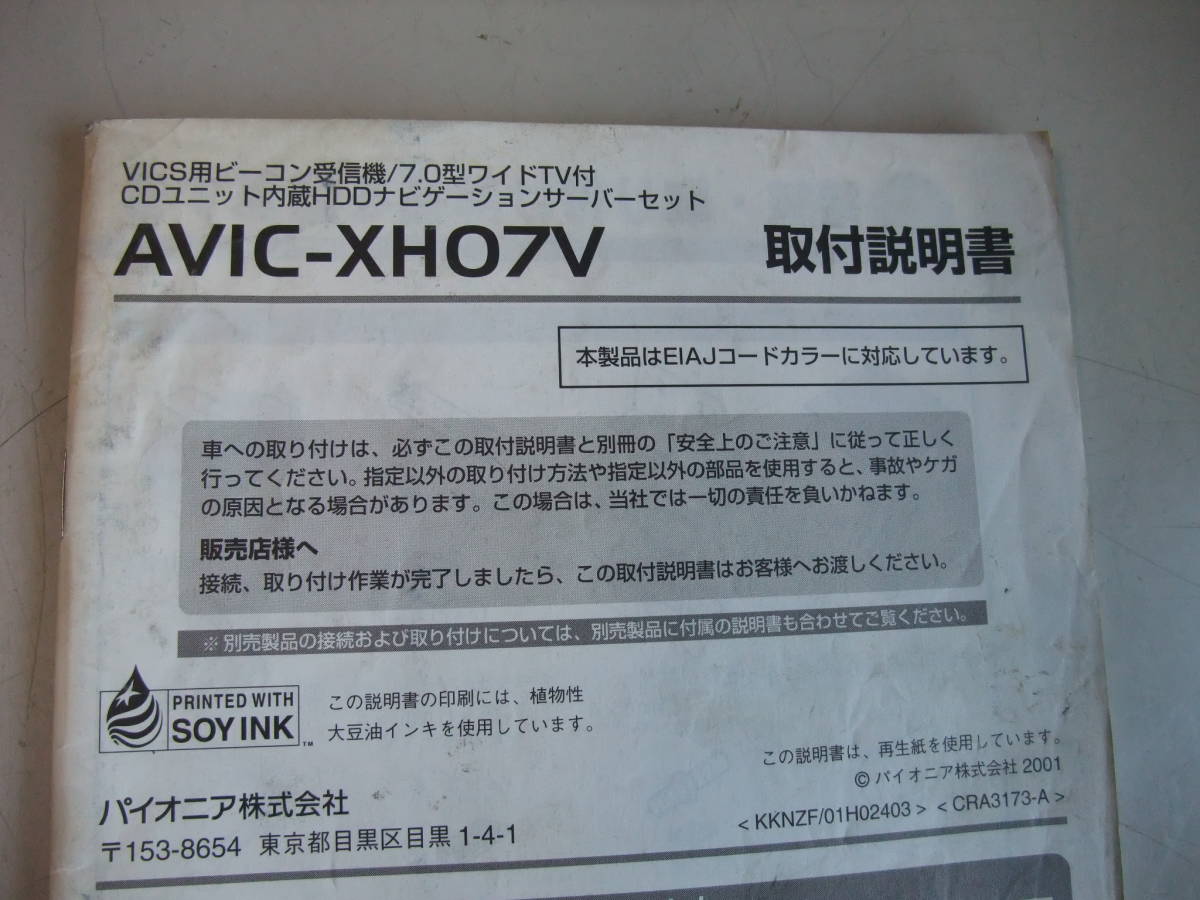 VICS用ビーコン受信機/7.0型ワイドTV付
CDユニット内蔵HDDナビゲーションサーバーセット
AVIC-XH07V 取付説明書
本製品はEIAJコードカラーに対応しています。
車への取り付けは、必ずこの取付説明書と別冊の「安全上のご注意」に従って正しく
行ってください。指定以外の取り付け方法や指定以外の部品を使用すると、事故やケガ
の原因となる場合があります。この場合は、当社では一切の責任を負いかねます。
販売店様へ
接続、取り付け作業が完了しましたら、この取付説明書はお客様へお渡しください。
※別売製品の接続および取り付けについては、別売製品に付属の説明書も合わせてご覧ください。
PRINTED WITH
SOY INK™
この説明書の印刷には、植物性
大豆油インキを使用しています。
この説明書は、再生紙を使用しています。
© パイオニア株式会社 2001
パイオニア株式会社
〒153-8654 東京都目黒区目黒 1-4-1
< KKNZF/01H02403 > < CRA3173-A >